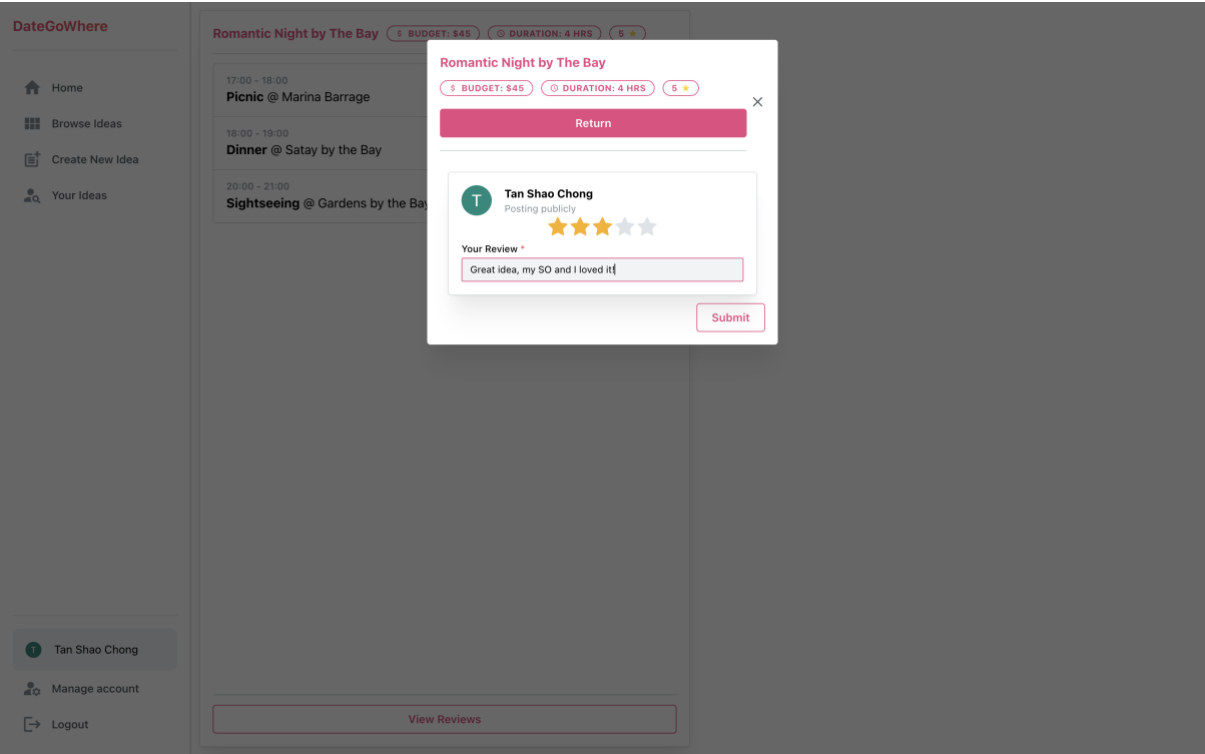 DateGoWhere
Home
Browse Ideas
Create New Idea
Your Ideas
T Tan Shao Chong
Manage account
Logout
Romantic Night by The Bay $ BUDGET: $45 DURATION: 4 HRS 5
17:00 - 18:00
Picnic @ Marina Barrage
18:00 - 19:00
Dinner @ Satay by the Bay
20:00 - 21:00
Sightseeing @ Gardens by the Bay
View Reviews
Romantic Night by The Bay
$ BUDGET: $45 DURATION: 4 HRS 5
Return
T Tan Shao Chong
Posting publicly
Your Review *
Great idea, my SO and I loved it!
Submit